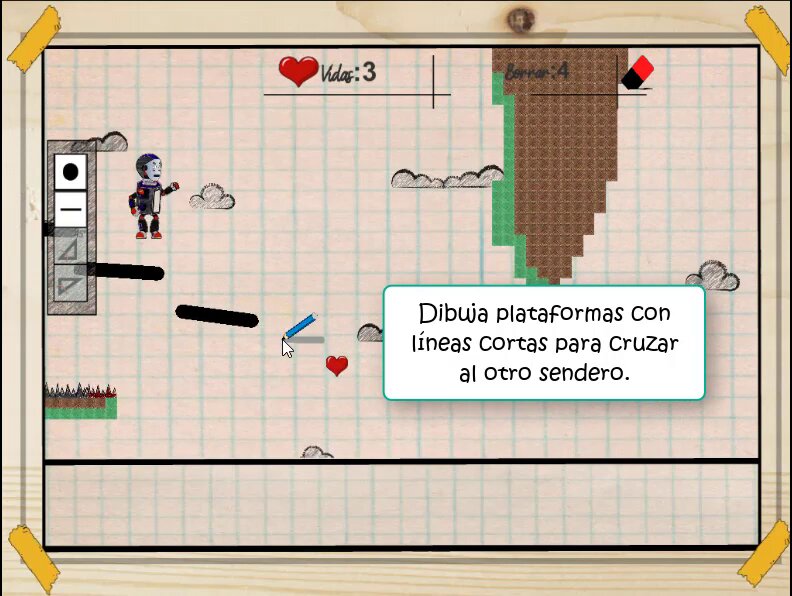 Vidas:3
Borrar:4
Dibuja plataformas con
líneas cortas para cruzar
al otro sendero.